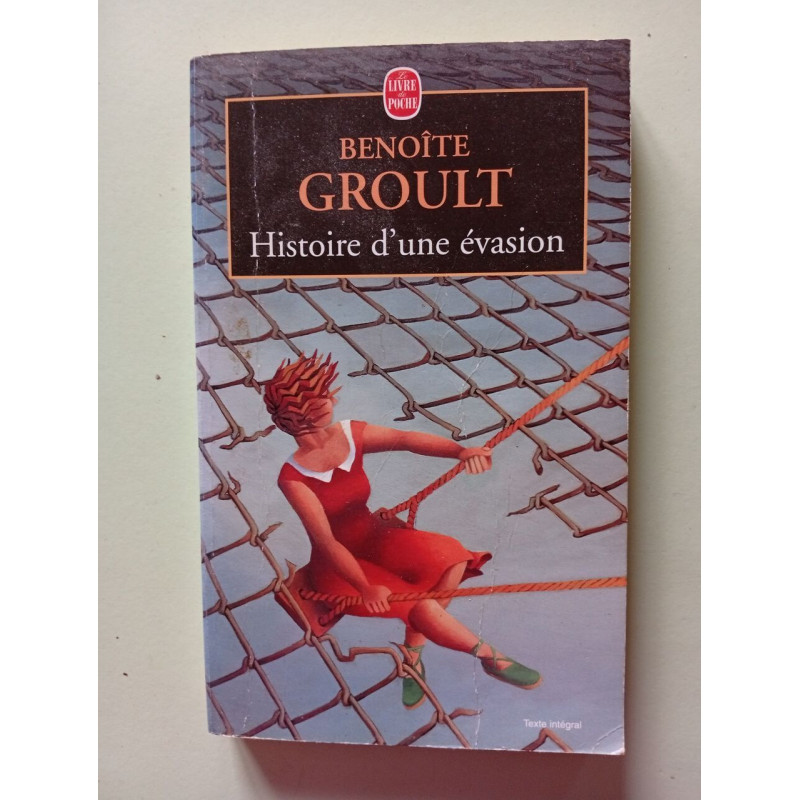 Le
LIVRE
de
POCHE
BENOÎTE
GROULT
Histoire d'une évasion
Texte intégral